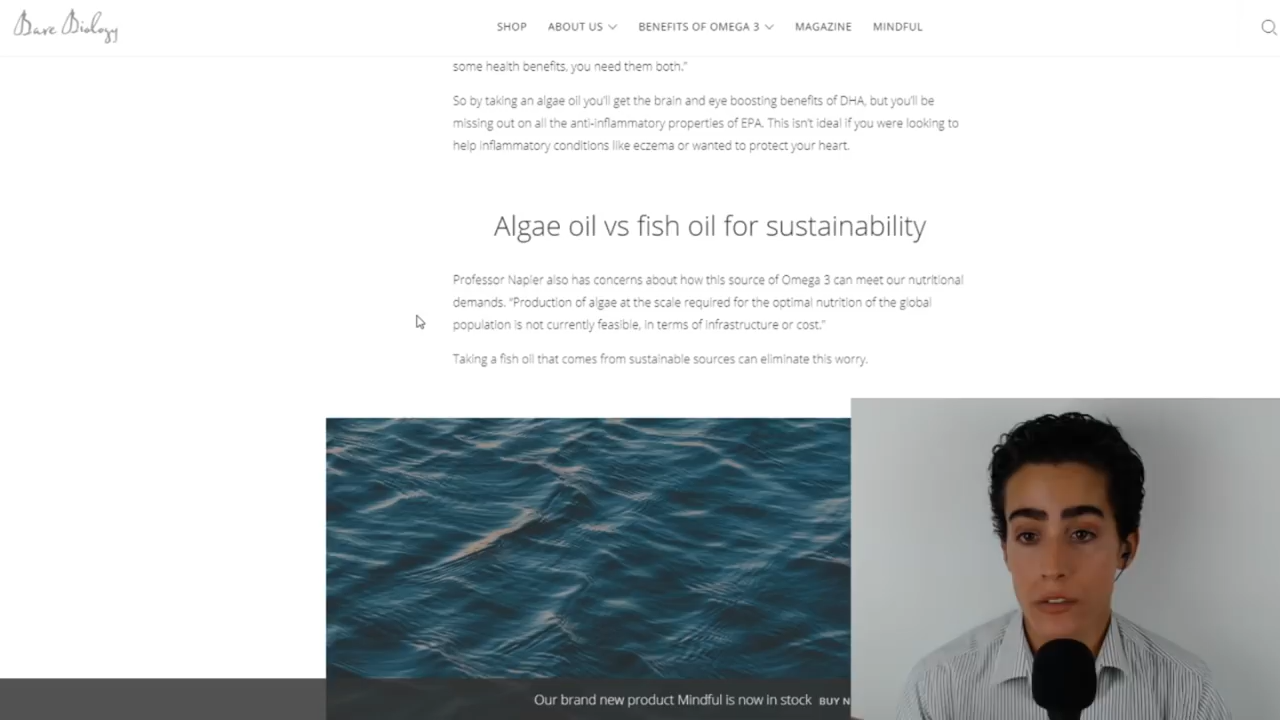 Bare Biology
SHOP ABOUT US BENEFITS OF OMEGA 3 MAGAZINE MINDFUL
some health benefits, you need them both."
So by taking an algae oil you'll get the brain and eye boosting benefits of DHA, but you'll be
missing out on all the anti-inflammatory properties of EPA. This isn't ideal if you were looking to
help inflammatory conditions like eczema or wanted to protect your heart.
Algae oil vs fish oil for sustainability
Professor Napier also has concerns about how this source of Omega 3 can meet our nutritional
demands. "Production of algae at the scale required for the optimal nutrition of the global
population is not currently feasible, in terms of infrastructure or cost."
Taking a fish oil that comes from sustainable sources can eliminate this worry.
Our brand new product Mindful is now in stock BUY N